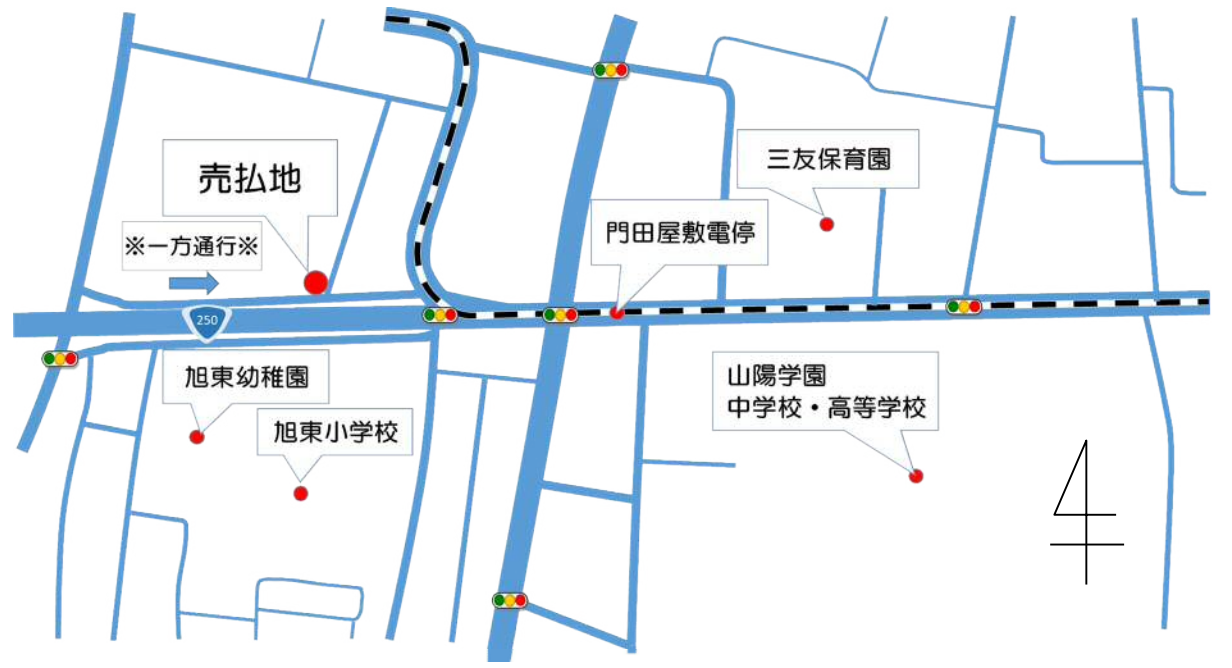 売払地
三友保育園
門田屋敷電停
※一方通行※
250
旭東幼稚園
旭東小学校
山陽学園
中学校・高等学校